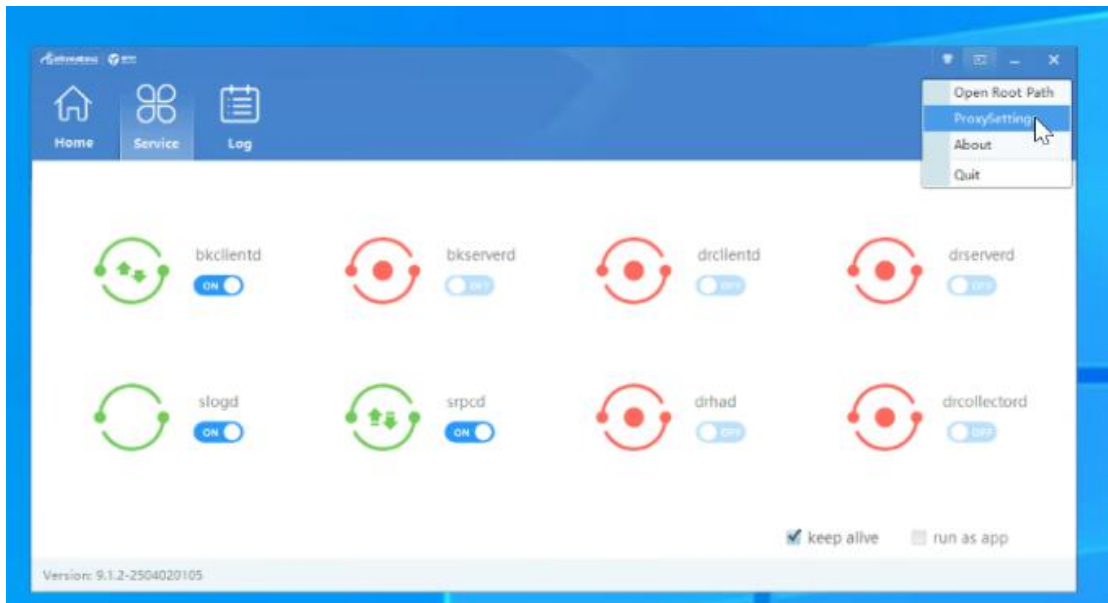 Open Root Path
ProxySettings
About
Quit
Home
Service
Log
bkclientd
ON
bkserverd
OFF
drclientd
OFF
drserverd
OFF
slogd
ON
srpcd
ON
drhad
OFF
drcollectord
OFF
keep alive
run as app
Version: 9.1.2-2504020105